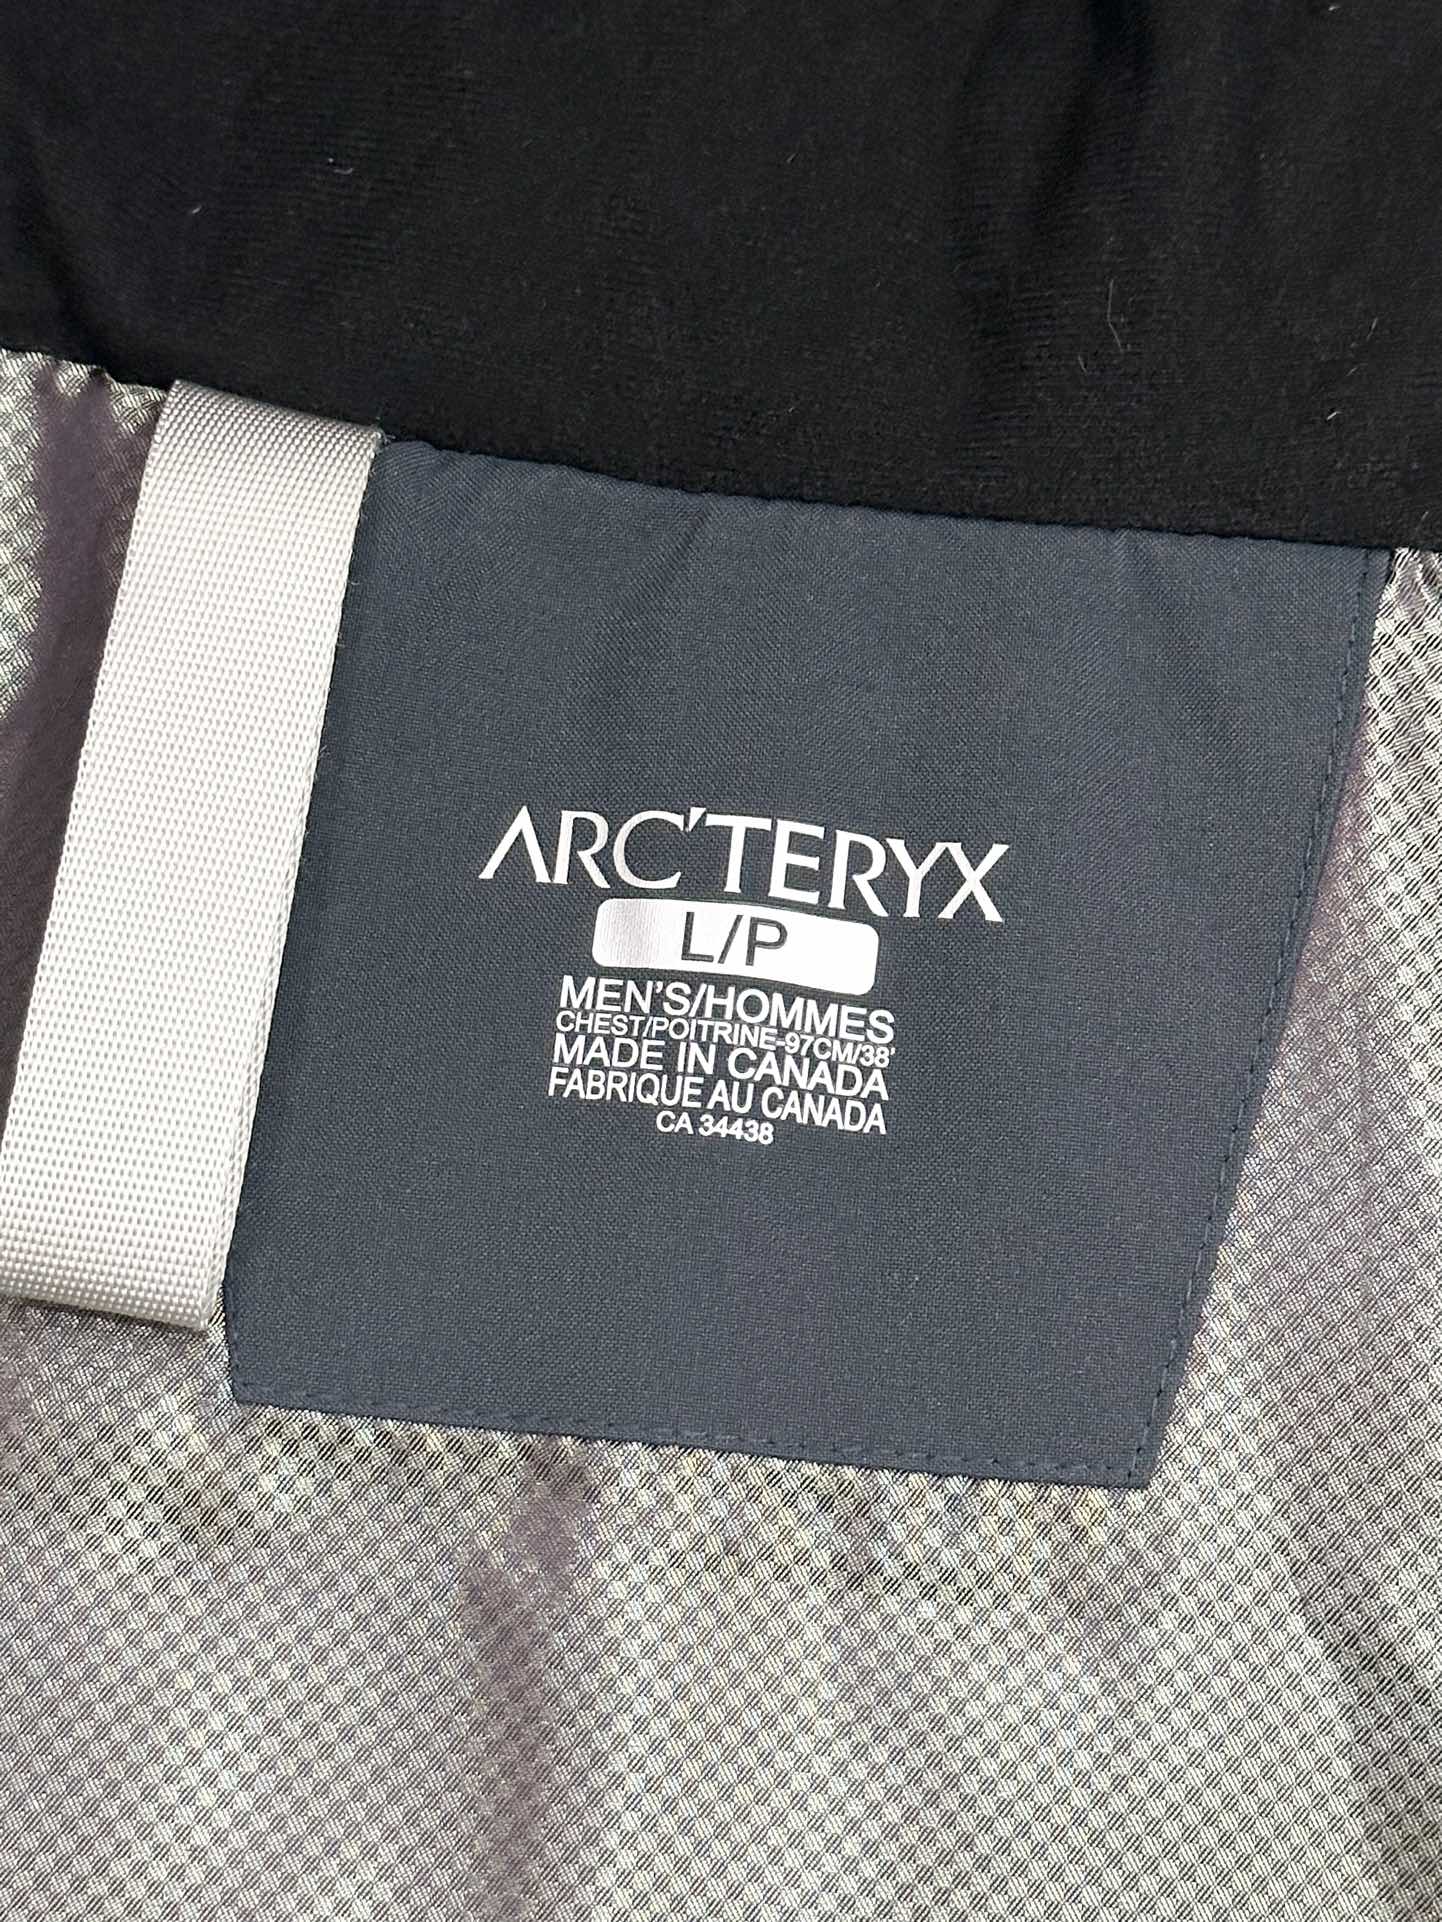 ARC'TERYX
L/P
MEN'S/HOMMES
CHEST/POITRINE-97CM/38'
MADE IN CANADA
FABRIQUE AU CANADA
CA 34438